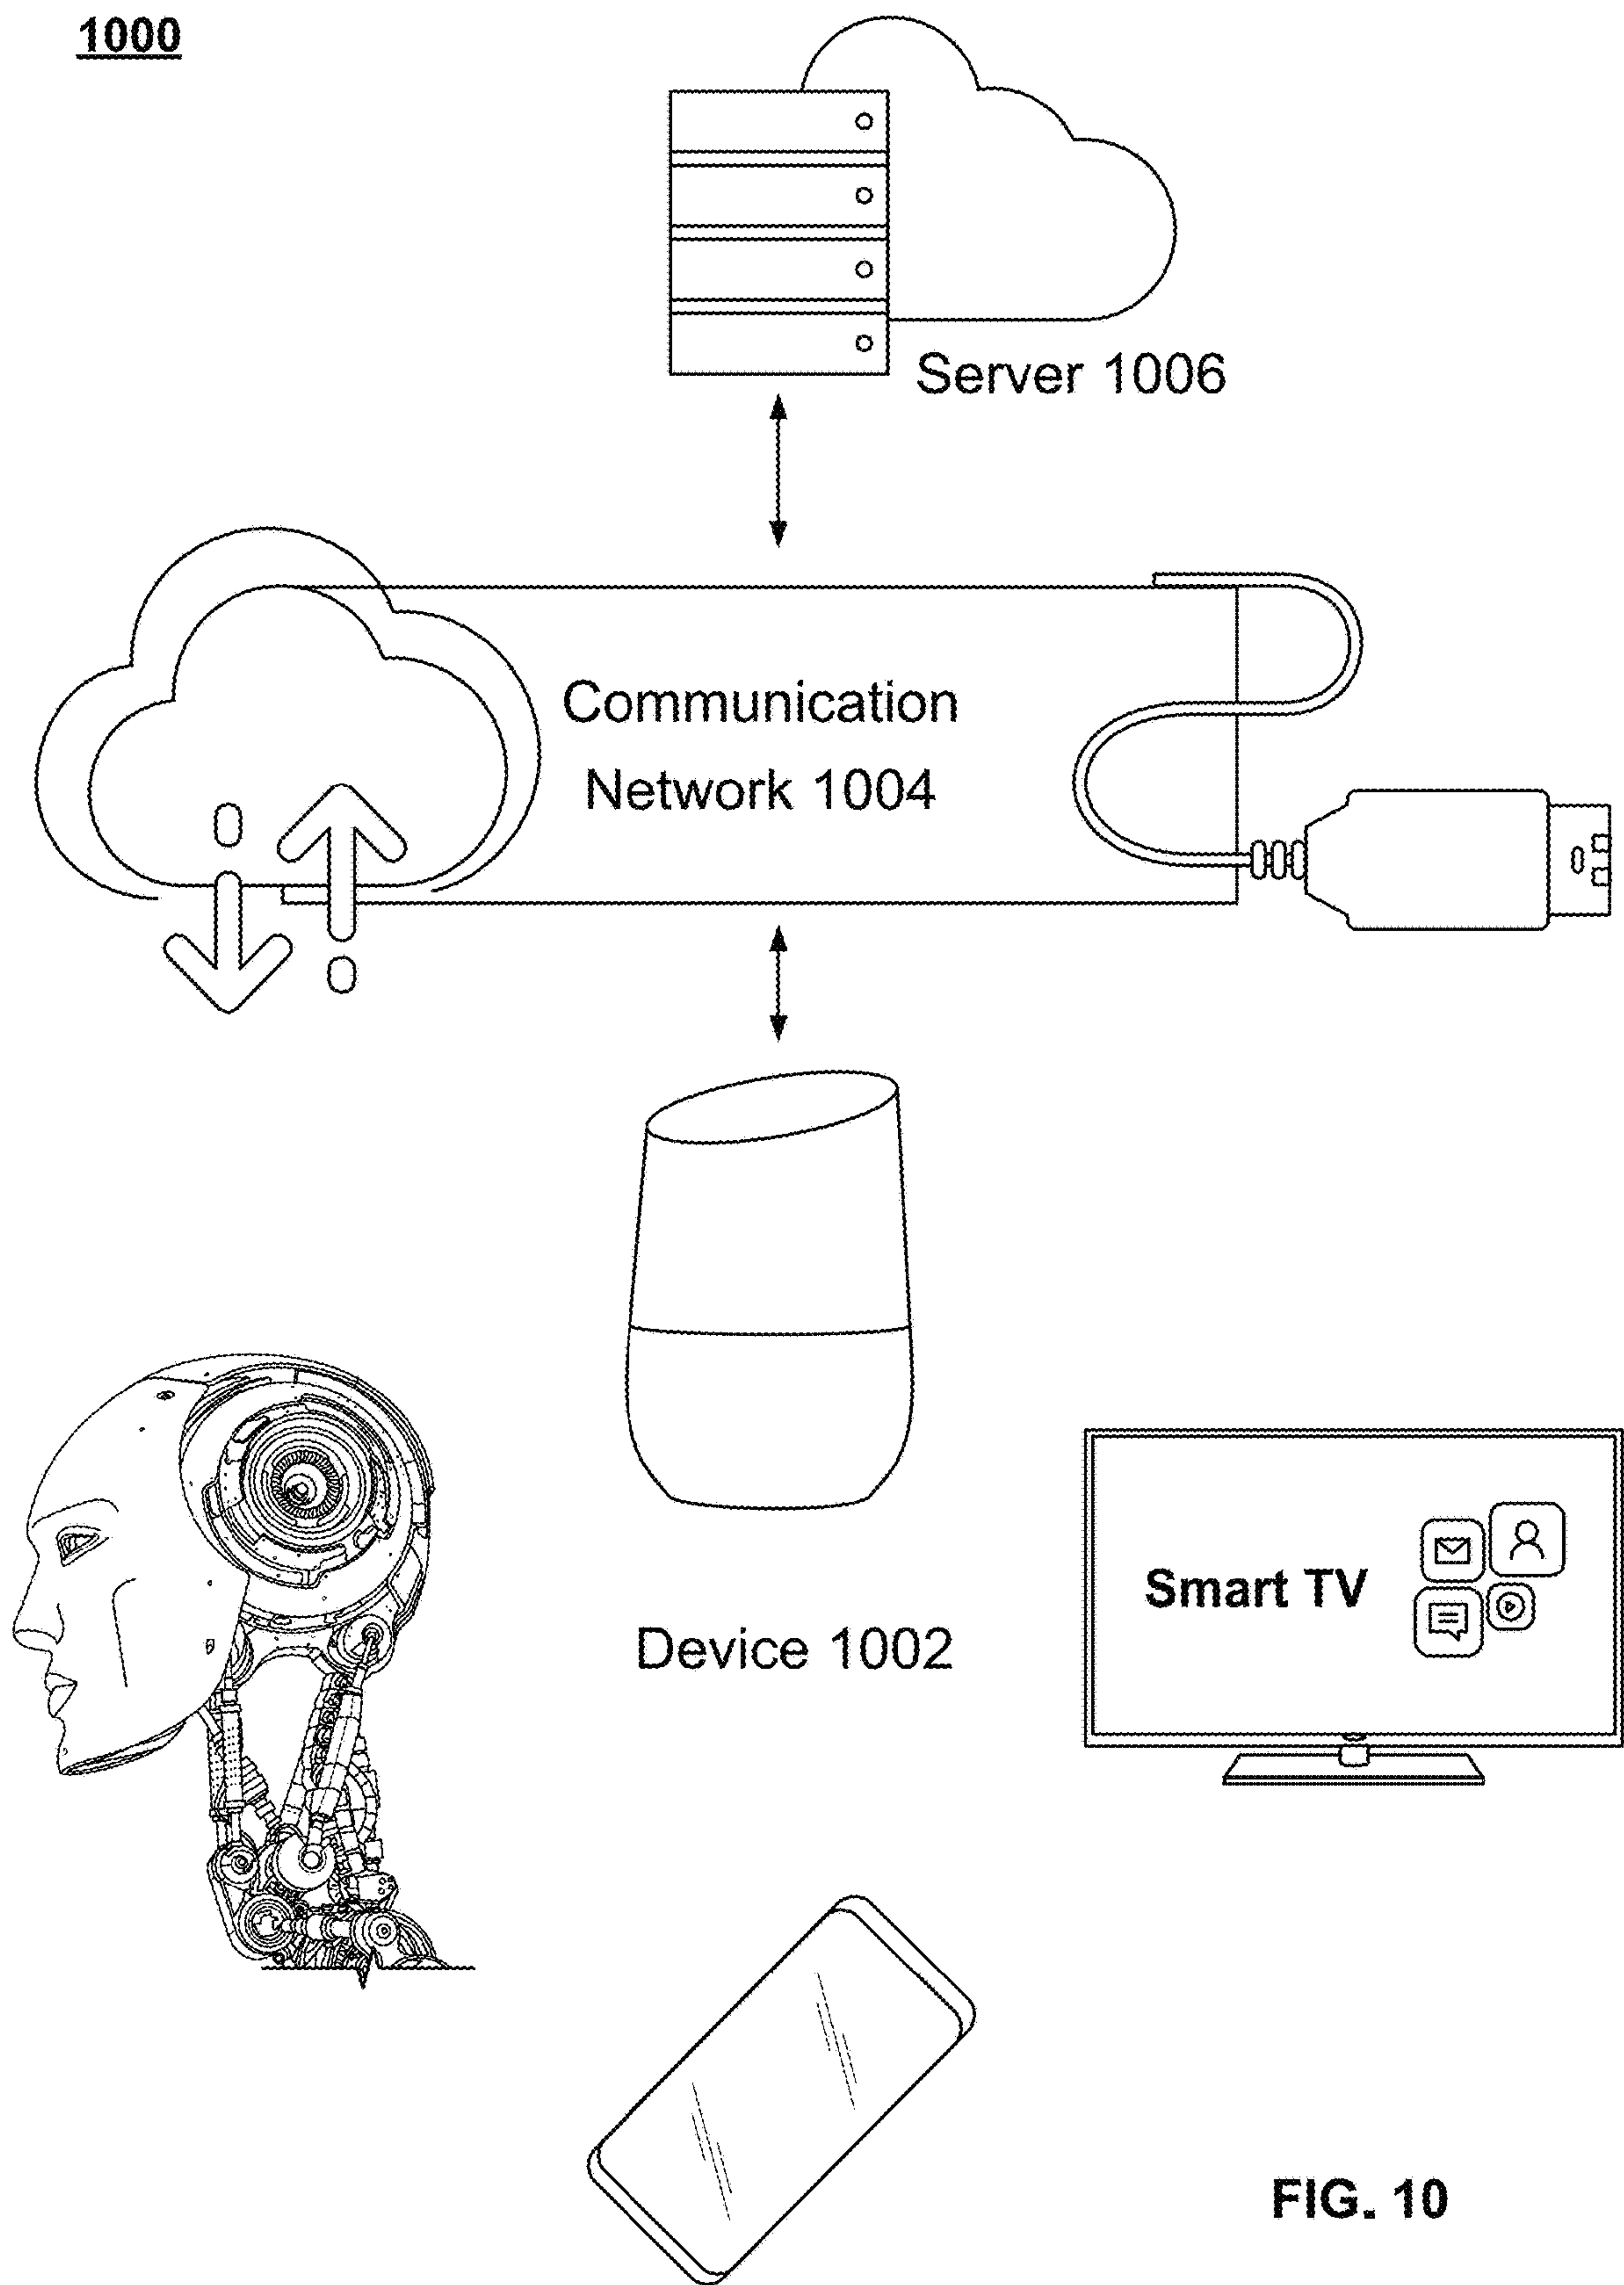 1000
Server 1006
Communication
Network 1004
Smart TV
Device 1002
FIG. 10